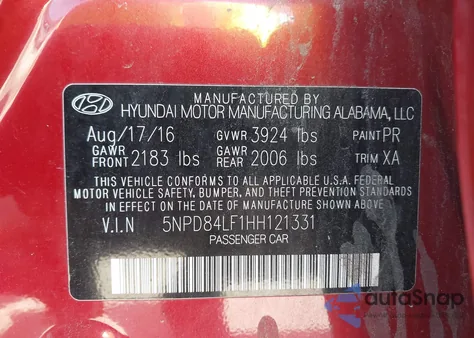 MANUFACTURED BY
HYUNDAI MOTOR MANUFACTURING ALABAMA, LLC
Aug/17/16 GVWR 3924 lbs PAINT PR
GAWR FRONT 2183 lbs GAWR REAR 2006 lbs TRIM XA
THIS VEHICLE CONFORMS TO ALL APPLICABLE U.S.A. FEDERAL
MOTOR VEHICLE SAFETY, BUMPER, AND THEFT PREVENTION
STANDARDS IN EFFECT ON THE DATE OF MANUFACTURE SHOWN ABOVE.
V.I.N 5NPD84LF1HH121331
PASSENGER CAR
autoSnap